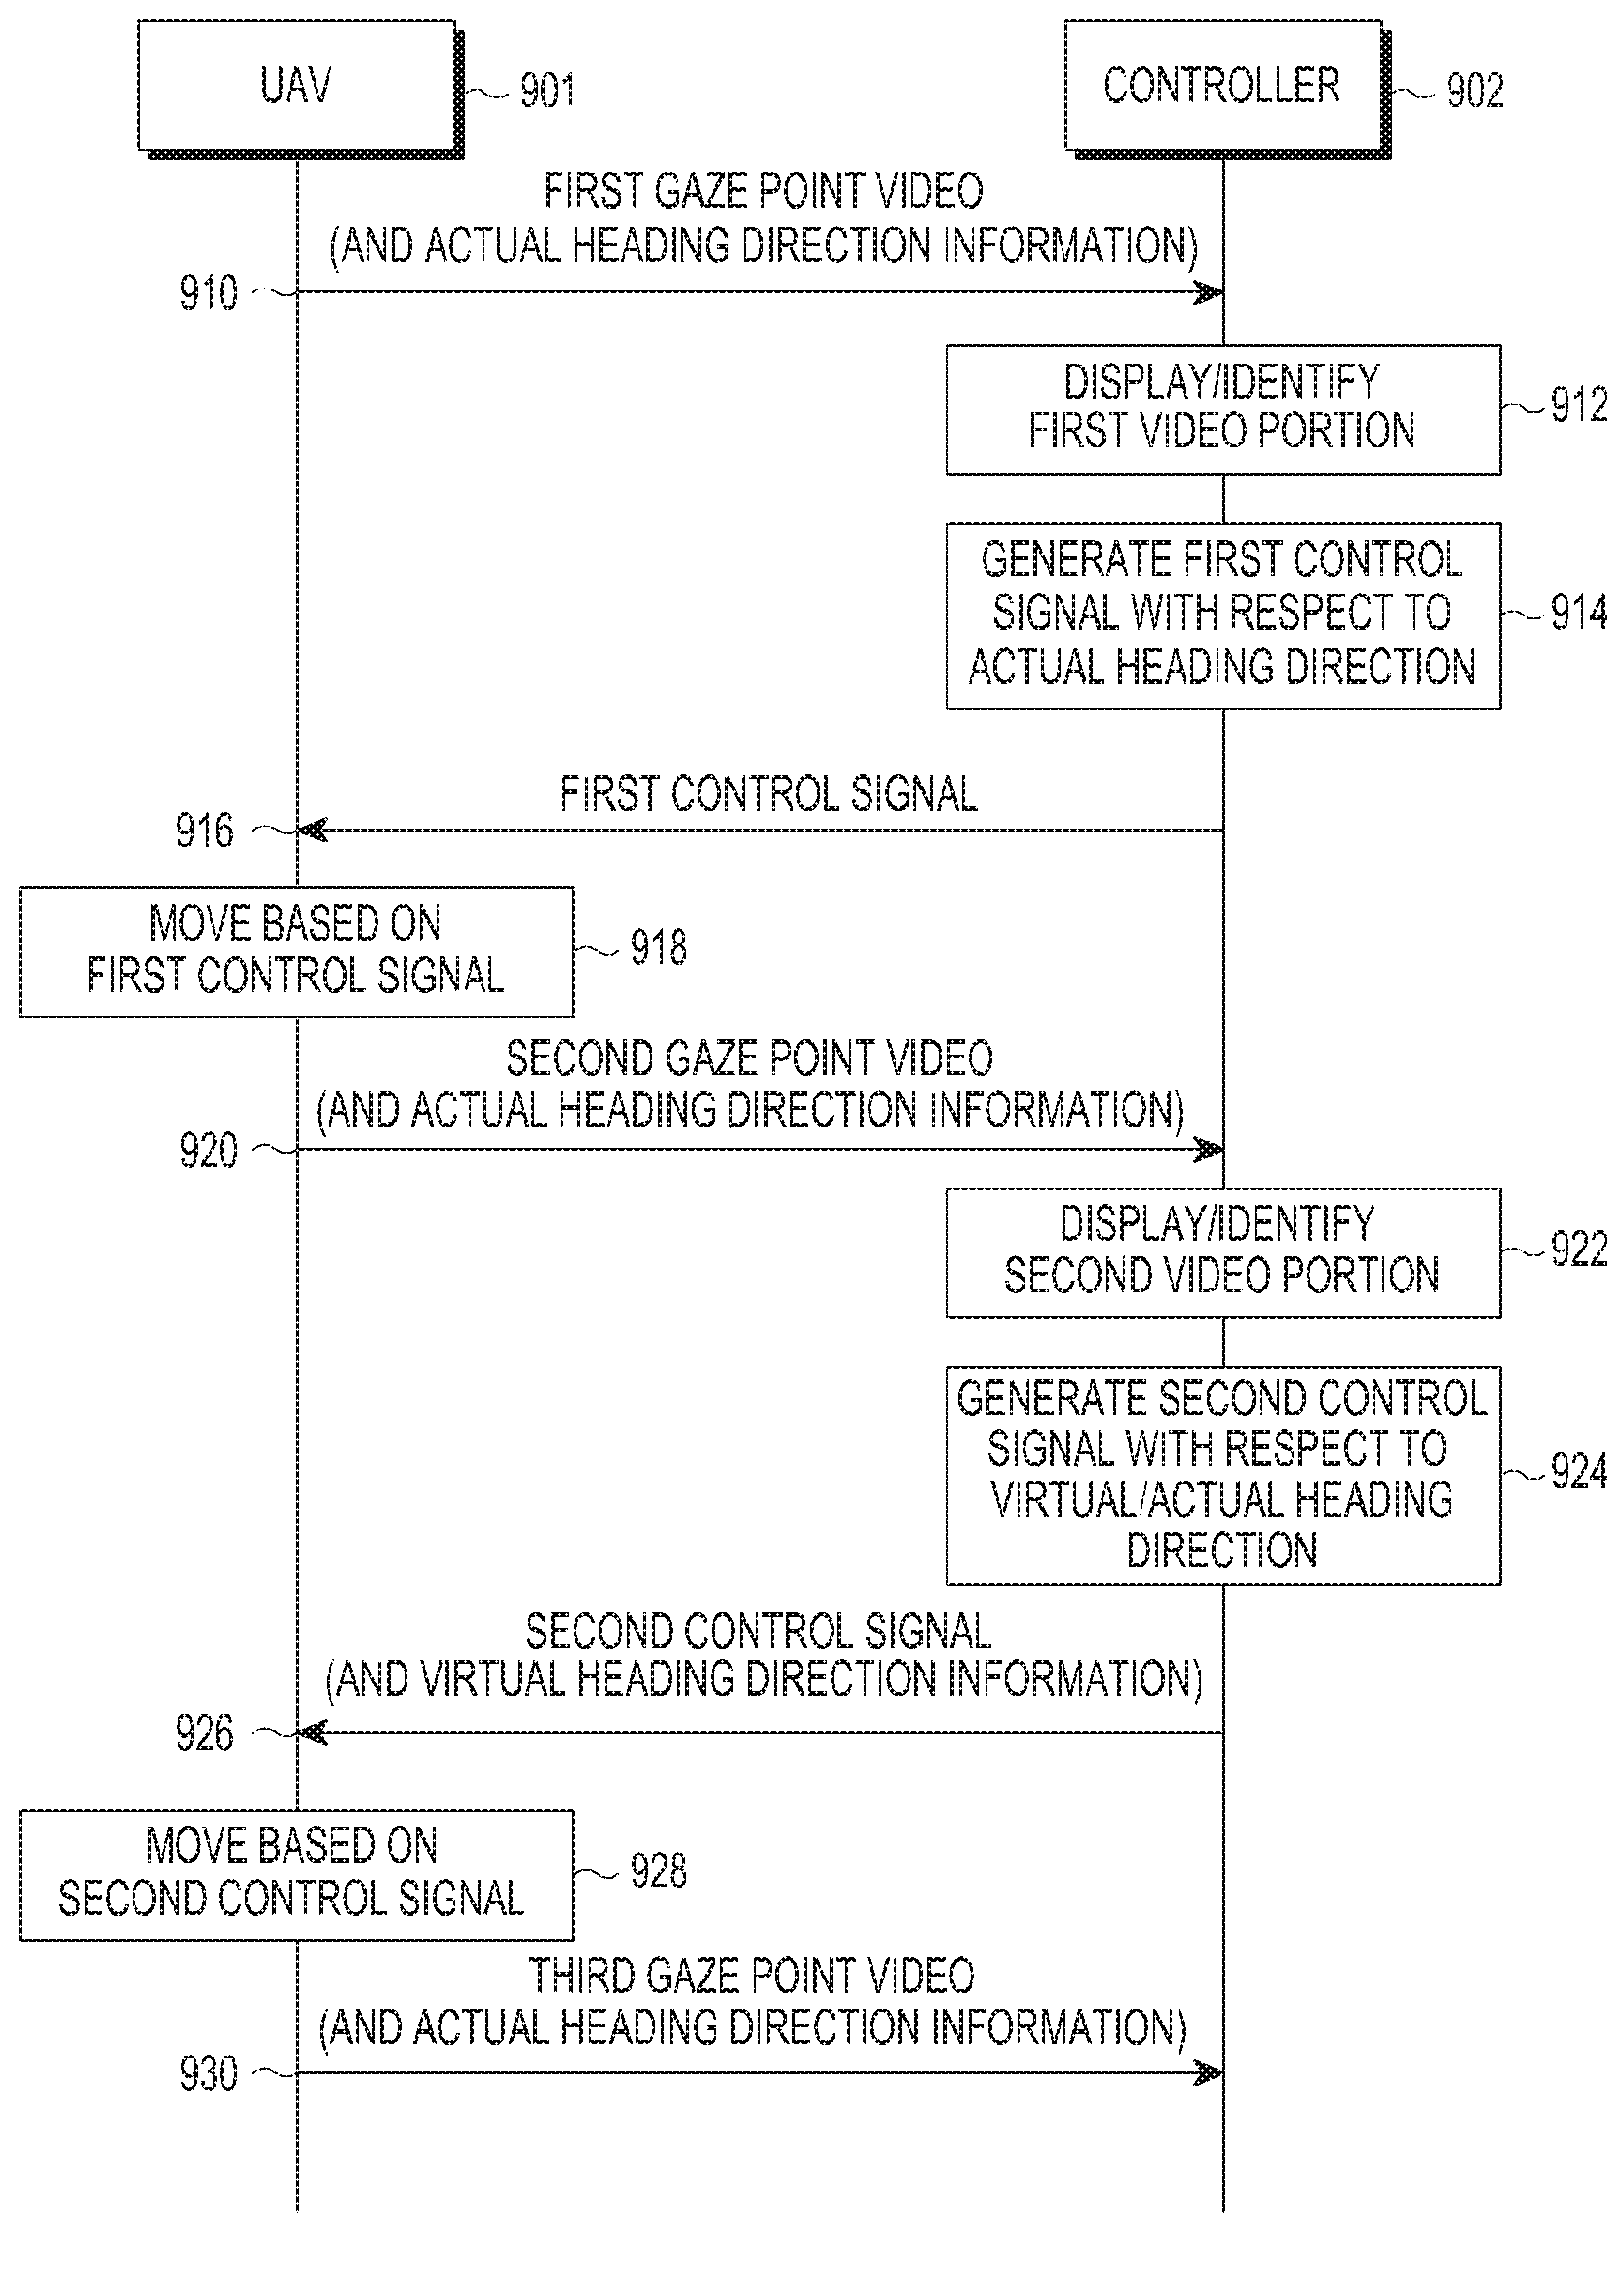 UAV
901
CONTROLLER
902
FIRST GAZE POINT VIDEO
(AND ACTUAL HEADING DIRECTION INFORMATION)
910
DISPLAY/IDENTIFY
FIRST VIDEO PORTION
912
GENERATE FIRST CONTROL
SIGNAL WITH RESPECT TO
ACTUAL HEADING DIRECTION
914
FIRST CONTROL SIGNAL
916
MOVE BASED ON
FIRST CONTROL SIGNAL
918
SECOND GAZE POINT VIDEO
(AND ACTUAL HEADING DIRECTION INFORMATION)
920
DISPLAY/IDENTIFY
SECOND VIDEO PORTION
922
GENERATE SECOND CONTROL
SIGNAL WITH RESPECT TO
VIRTUAL/ACTUAL HEADING
DIRECTION
924
SECOND CONTROL SIGNAL
(AND VIRTUAL HEADING DIRECTION INFORMATION)
926
MOVE BASED ON
SECOND CONTROL SIGNAL
928
THIRD GAZE POINT VIDEO
(AND ACTUAL HEADING DIRECTION INFORMATION)
930